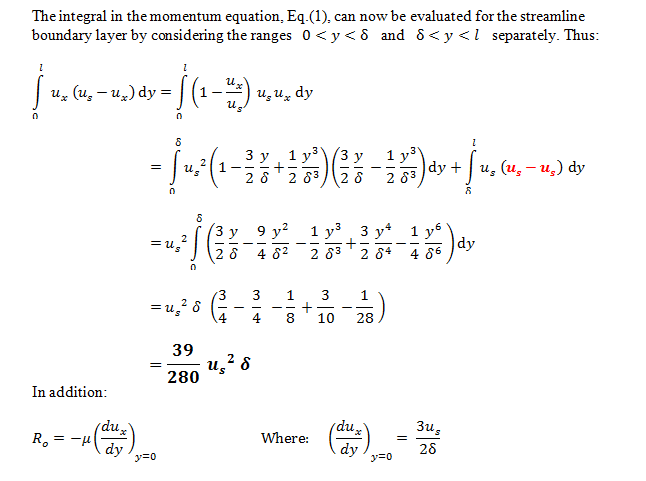 The integral in the momentum equation, Eq.(1), can now be evaluated for the streamline
boundary layer by considering the ranges 0 < y < δ and δ < y < l separately. Thus:
∫₀ˡ uₓ (uₛ − uₓ) dy = ∫₀ˡ (1 − uₓ/uₛ) uₛuₓ dy
= ∫₀^δ uₛ² (1 − 3/2 y/δ + 1/2 y³/δ³) (3/2 y/δ − 1/2 y³/δ³) dy + ∫_δ^l uₛ (uₛ − uₛ) dy
= uₛ² ∫₀^δ (3/2 y/δ − 9/4 y²/δ² − 1/2 y³/δ³ + 3/2 y⁴/δ⁴ − 1/4 y⁶/δ⁶) dy
= uₛ² δ (3/4 − 3/4 − 1/8 + 3/10 − 1/28)
= 39/280 uₛ² δ
In addition:
Rₒ = −μ (duₓ/dy)y=0 Where: (duₓ/dy)y=0 = 3uₛ/2δ